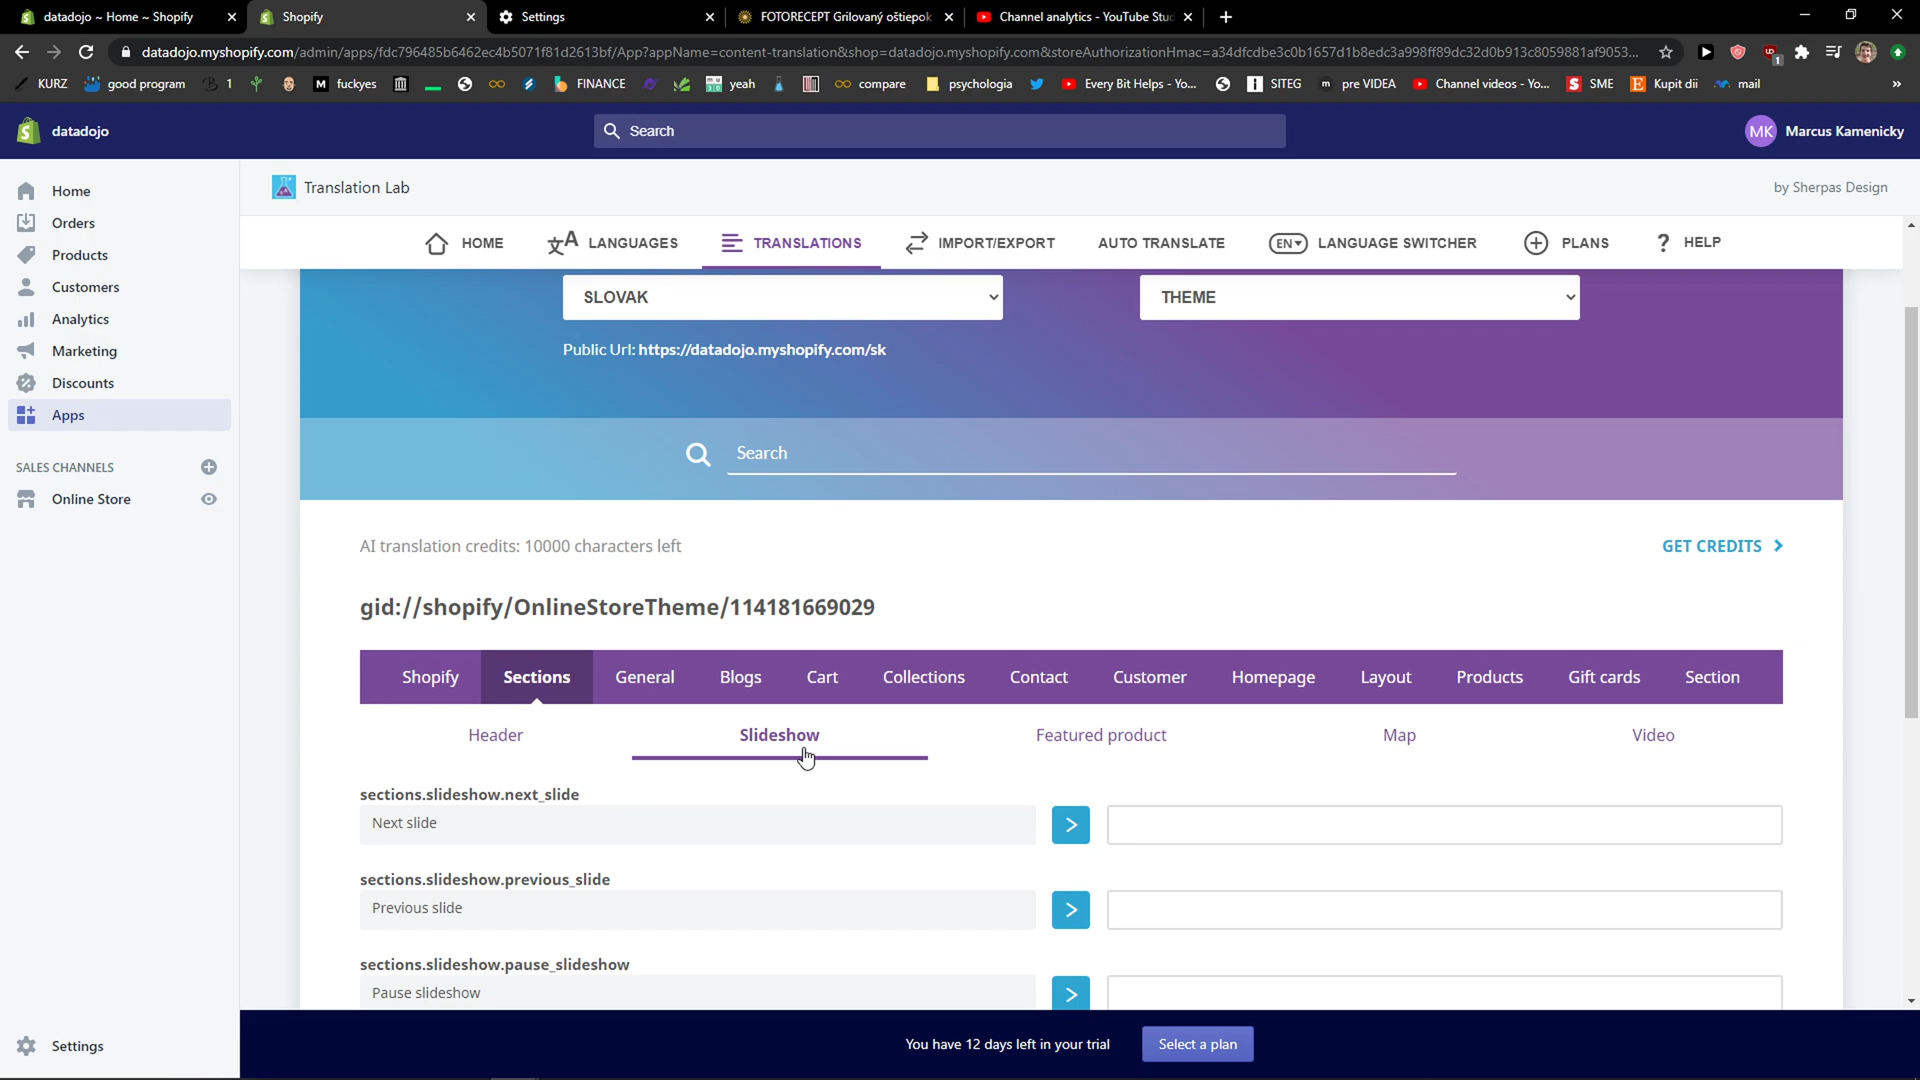 datadojo ~ Home ~ Shopify
Shopify
Settings
FOTORECEPT Grilovaný oštiepok
Channel analytics - YouTube Stu
datadojo.myshopify.com/admin/apps/fdc796485b6462ec4b5071f81d2613bf/App?appName=content-translation&shop=datadojo.myshopify.com&storeAuthorizationHmac=a34dfcdbe3c0b1657d1b8edc3a998ff89dc32d0b913c8059881af9053...
KURZ
good program
1
fuckyes
FINANCE
yeah
compare
psychologia
Every Bit Helps - Yo...
SITEG
pre VIDEA
Channel videos - Yo...
SME
Kupit dii
mail
datadojo
Search
MK
Marcus Kamenicky
Home
Orders
Products
Customers
Analytics
Marketing
Discounts
Apps
SALES CHANNELS
Online Store
Settings
Translation Lab
by Sherpas Design
HOME
LANGUAGES
TRANSLATIONS
IMPORT/EXPORT
AUTO TRANSLATE
EN
LANGUAGE SWITCHER
PLANS
? HELP
SLOVAK
THEME
Public Url: https://datadojo.myshopify.com/sk
Search
AI translation credits: 10000 characters left
GET CREDITS
gid://shopify/OnlineStoreTheme/114181669029
Shopify
Sections
General
Blogs
Cart
Collections
Contact
Customer
Homepage
Layout
Products
Gift cards
Section
Header
Slideshow
Featured product
Map
Video
sections.slideshow.next_slide
Next slide
sections.slideshow.previous_slide
Previous slide
sections.slideshow.pause_slideshow
Pause slideshow
You have 12 days left in your trial
Select a plan